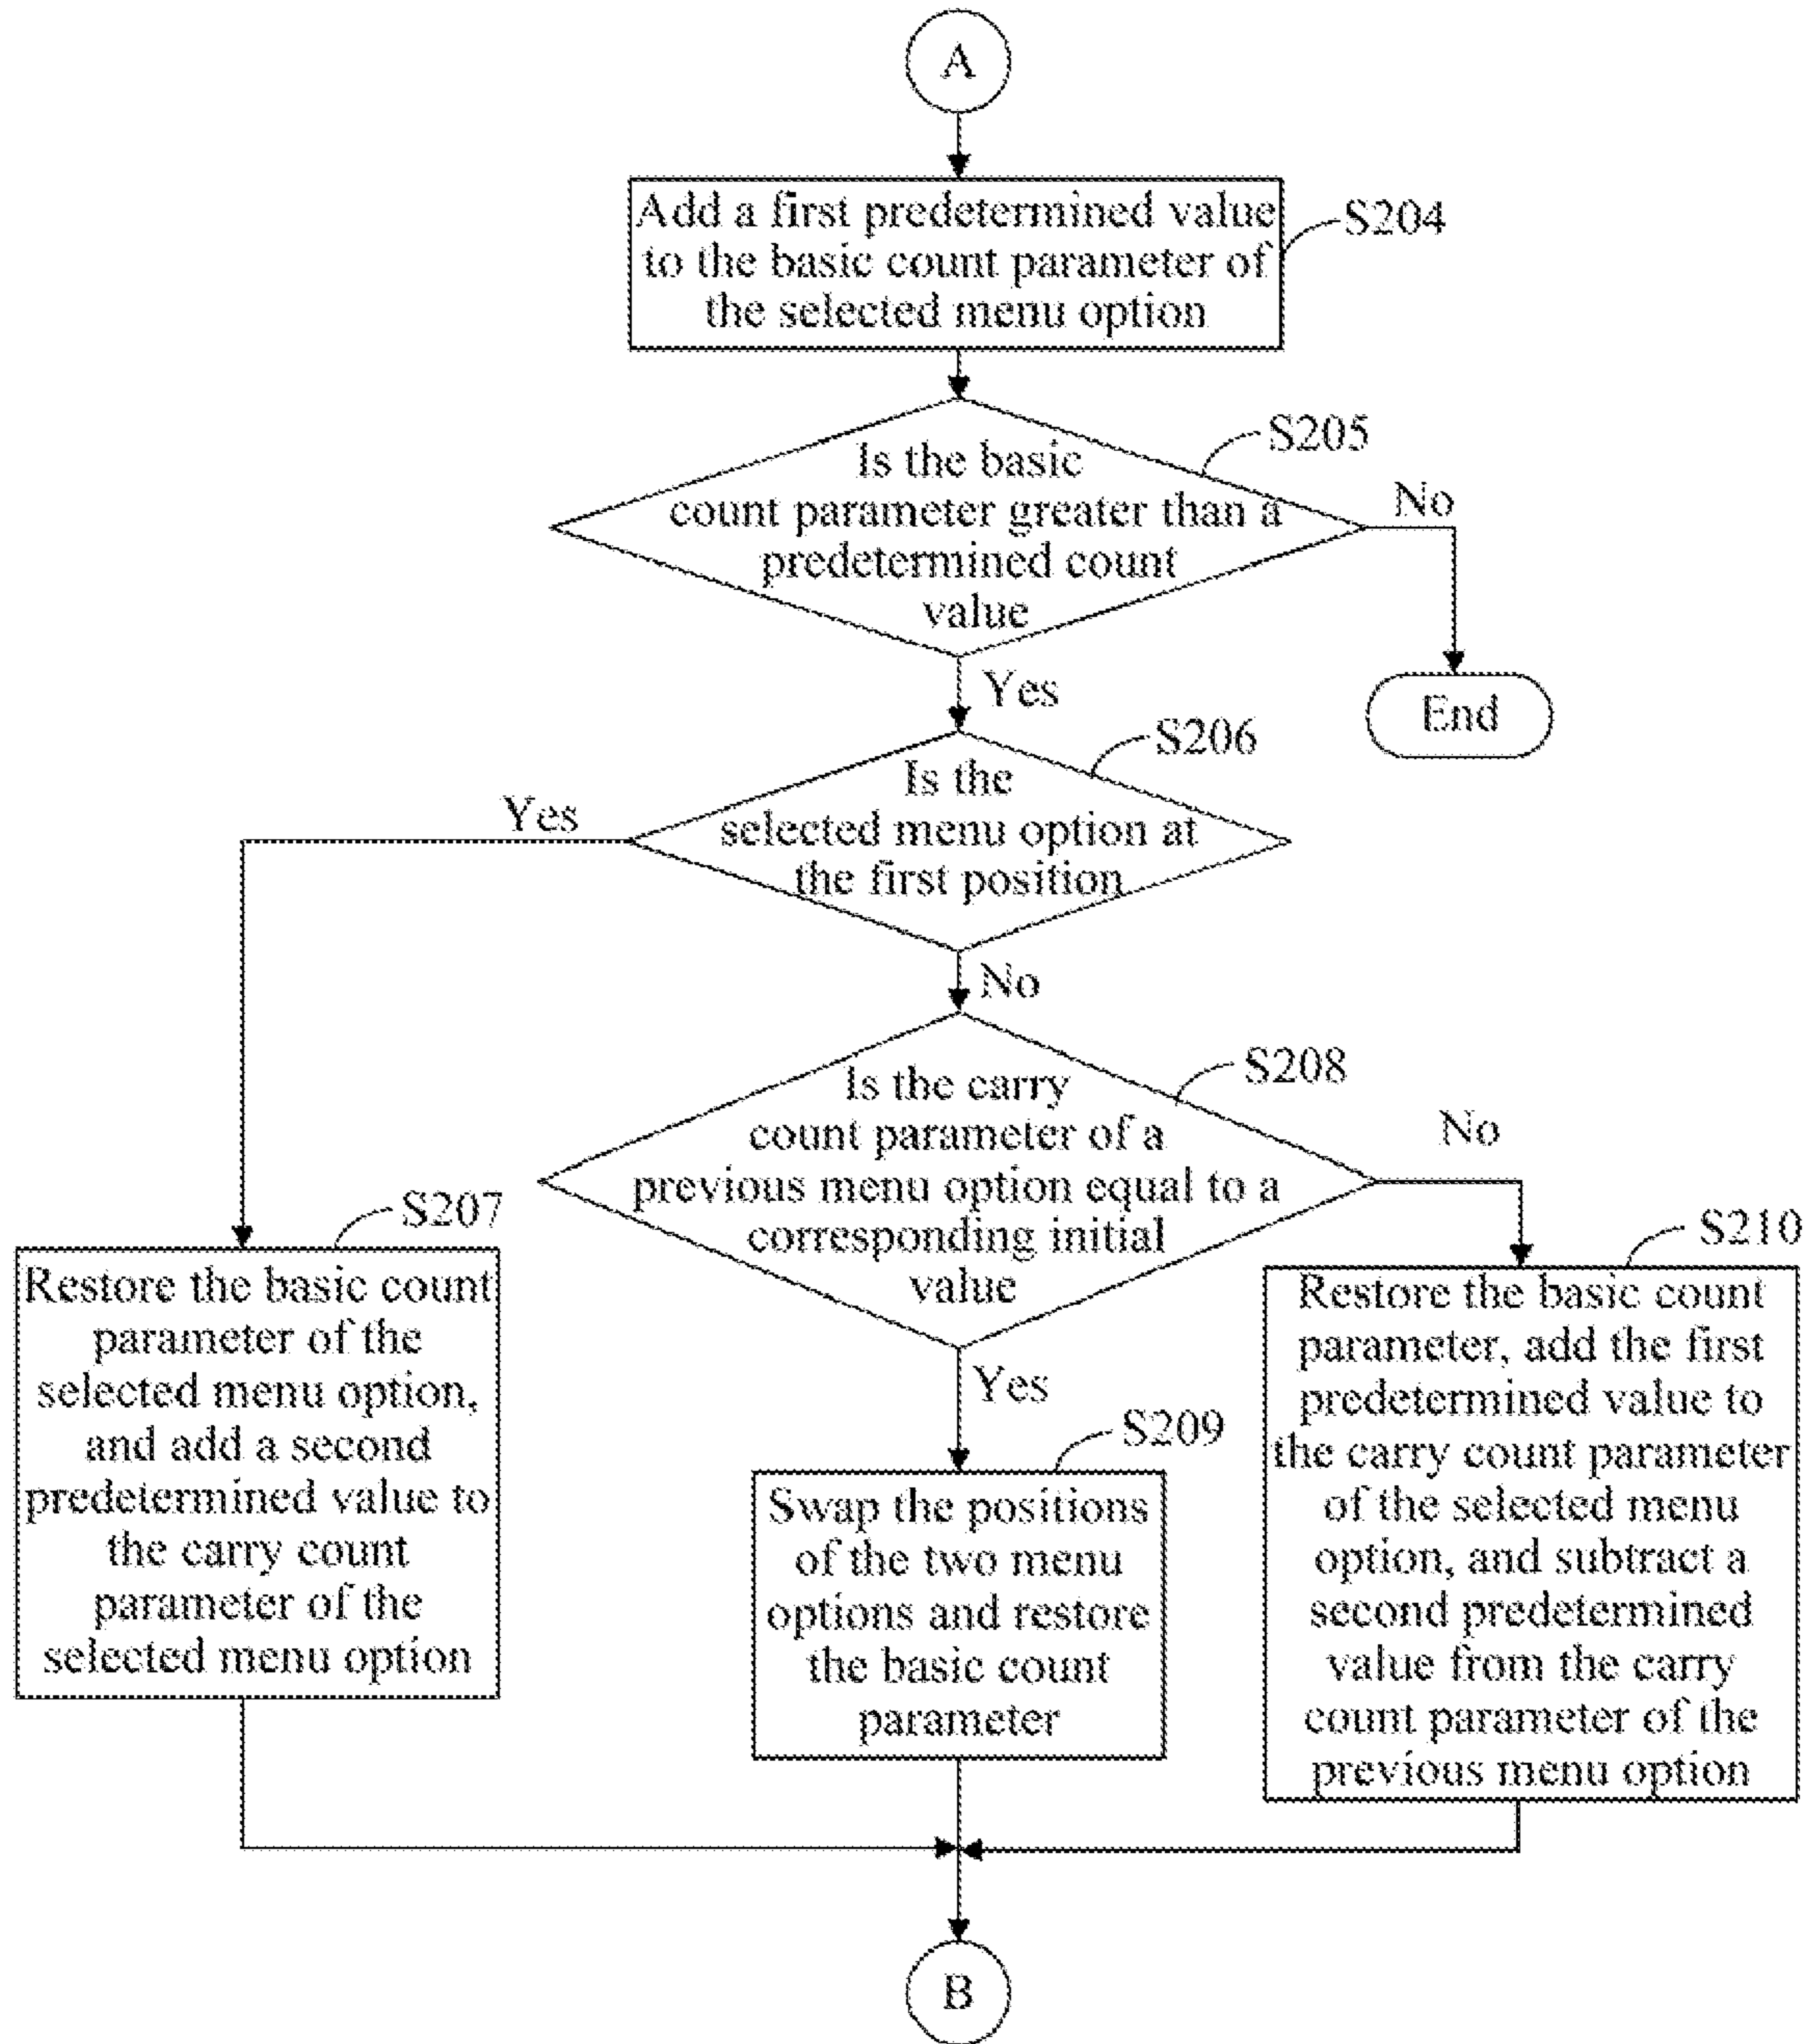 A
Add a first predetermined value
to the basic count parameter of
the selected menu option
S204
Is the basic
count parameter greater than a
predetermined count
value
S205
No
End
Yes
Is the
selected menu option at
the first position
S206
Yes
No
Is the carry
count parameter of a
previous menu option equal to a
corresponding initial
value
S208
No
Yes
S207
Restore the basic count
parameter of the
selected menu option,
and add a second
predetermined value to
the carry count
parameter of the
selected menu option
S209
Swap the positions
of the two menu
options and restore
the basic count
parameter
S210
Restore the basic count
parameter, add the first
predetermined value to
the carry count parameter
of the selected menu
option, and subtract a
second predetermined
value from the carry
count parameter of the
previous menu option
B